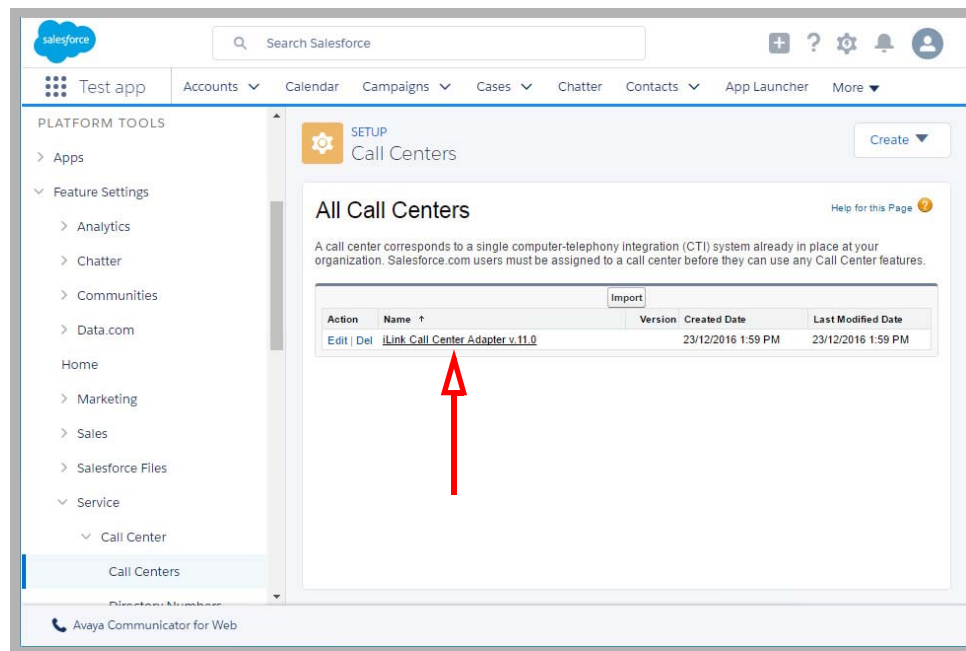 salesforce
Search Salesforce
?
Test app
Accounts
Calendar
Campaigns
Cases
Chatter
Contacts
App Launcher
More
PLATFORM TOOLS
Apps
Feature Settings
Analytics
Chatter
Communities
Data.com
Home
Marketing
Sales
Salesforce Files
Service
Call Center
Call Centers
Directory Numbers
SETUP
Call Centers
Create
All Call Centers
Help for this Page ?
A call center corresponds to a single computer-telephony integration (CTI) system already in place at your
organization. Salesforce.com users must be assigned to a call center before they can use any Call Center features.
Import
Action Name ↑ Version Created Date Last Modified Date
Edit | Del iLink Call Center Adapter v.11.0 23/12/2016 1:59 PM 23/12/2016 1:59 PM
Avaya Communicator for Web